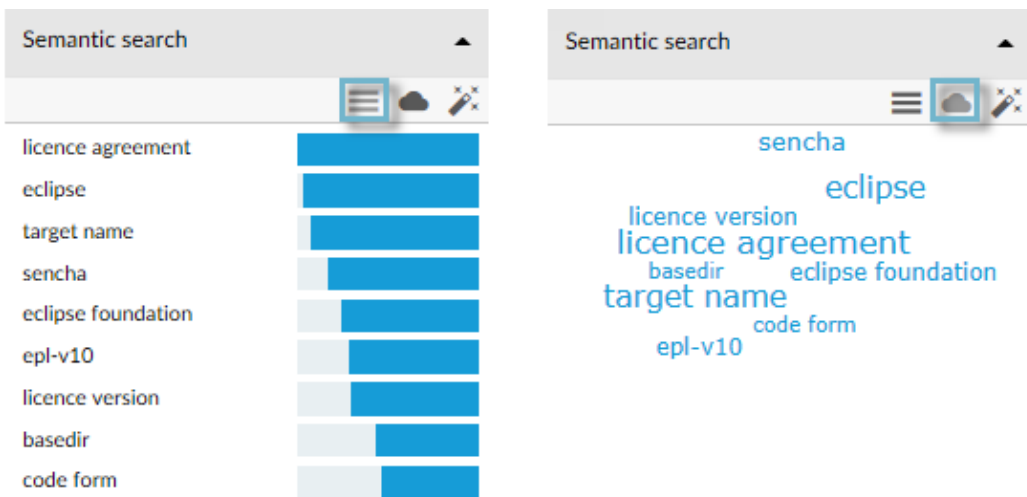 Semantic search
licence agreement
eclipse
target name
sencha
eclipse foundation
epl-v10
licence version
basedir
code form
Semantic search
sencha
eclipse
licence version
licence agreement
basedir eclipse foundation
target name
code form
epl-v10